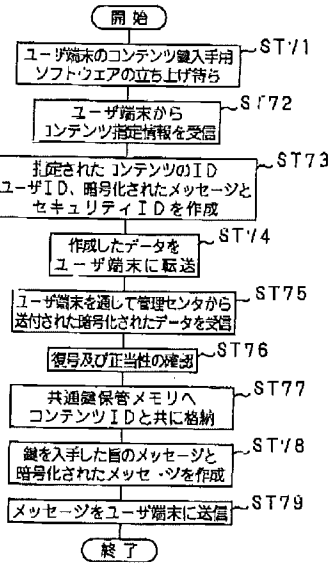 開始
ユーザ端末のコンテンツ鍵入手用
ソフトウェアの立ち上げ待ち
ST71
ユーザ端末から
コンテンツ指定情報を受信
ST72
指定されたコンテンツのID
ユーザID、暗号化されたメッセージと
セキュリティIDを作成
ST73
作成したデータを
ユーザ端末に転送
ST74
ユーザ端末を通して管理センタから
送付された暗号化されたデータを受信
ST75
復号及び正当性の確認
ST76
共通鍵保管メモリへ
コンテンツIDと共に格納
ST77
鍵を入手した旨のメッセージと
暗号化されたメッセージを作成
ST78
メッセージをユーザ端末に送信
ST79
終了